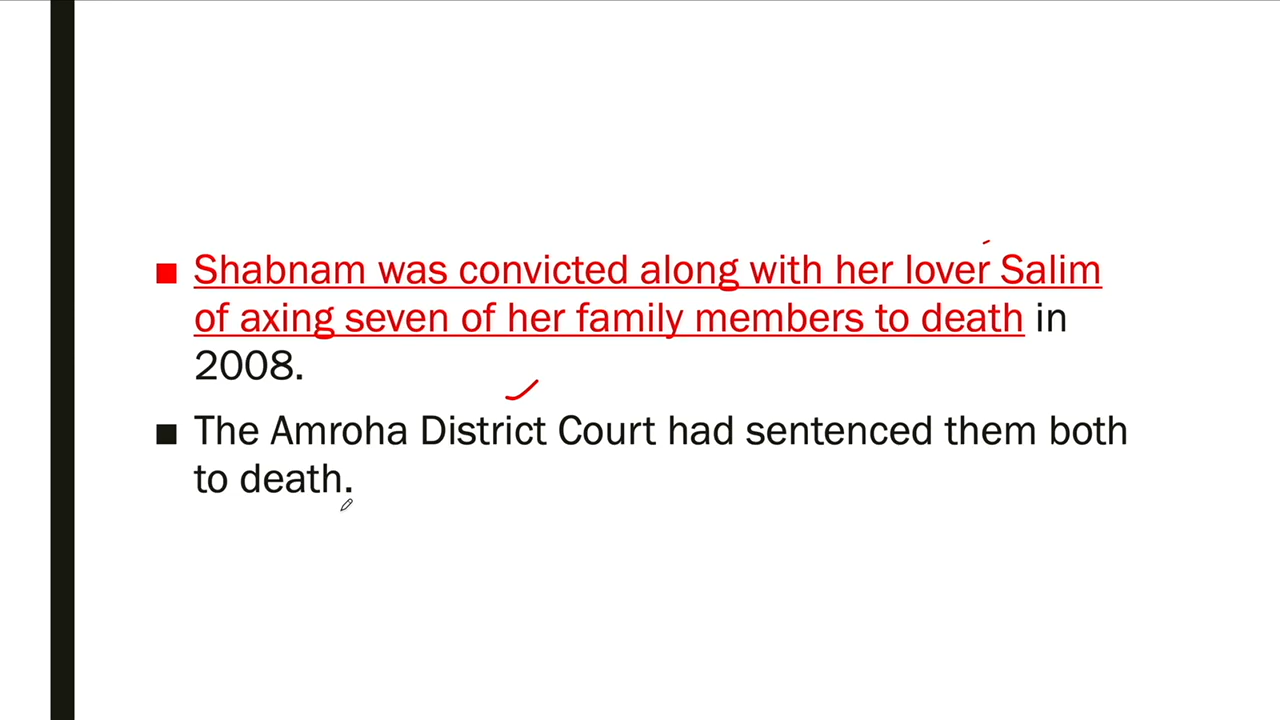 ■ Shabnam was convicted along with her lover Salim
of axing seven of her family members to death in
2008.
■ The Amroha District Court had sentenced them both
to death.